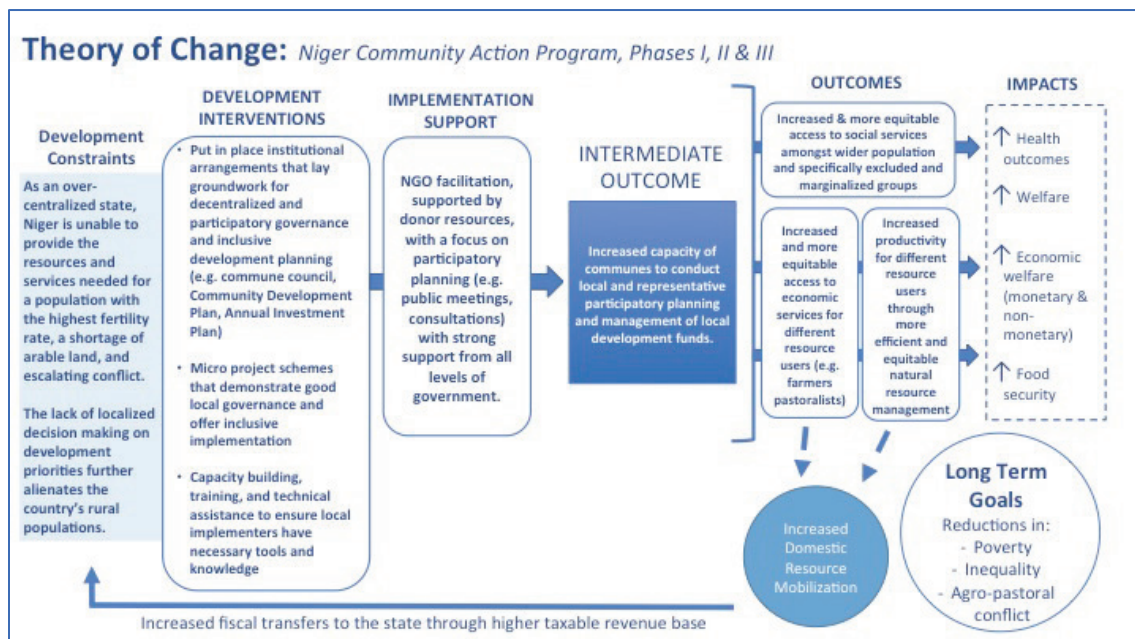 Theory of Change: Niger Community Action Program, Phases I, II & III
Development
Constraints
As an over-
centralized state,
Niger is unable to
provide the
resources and
services needed for
a population with
the highest fertility
rate, a shortage of
arable land, and
escalating conflict.
The lack of localized
decision making on
development
priorities further
alienates the
country's rural
populations.
DEVELOPMENT
INTERVENTIONS
• Put in place institutional
arrangements that lay
groundwork for
decentralized and
participatory governance
and inclusive
development planning
(e.g. commune council,
Community Development
Plan, Annual Investment
Plan)
• Micro project schemes
that demonstrate good
local governance and
offer inclusive
implementation
• Capacity building,
training, and technical
assistance to ensure local
implementers have
necessary tools and
knowledge
IMPLEMENTATION
SUPPORT
NGO facilitation,
supported by
donor resources,
with a focus on
participatory
planning (e.g.
public meetings,
consultations)
with strong
support from all
levels of
government.
INTERMEDIATE
OUTCOME
Increased capacity of
communes to conduct
local and representative
participatory planning
and management of local
development funds.
OUTCOMES
Increased & more equitable
access to social services
amongst wider population
and specifically excluded and
marginalized groups
Increased
and more
equitable
access to
economic
services for
different
resource
users (e.g.
farmers
pastoralists)
Increased
productivity
for different
resource
users
through
more
efficient and
equitable
natural
resource
management
IMPACTS
↑ Health
outcomes
↑ Welfare
↑ Economic
welfare
(monetary &
non-
monetary)
↑ Food
security
Increased
Domestic
Resource
Mobilization
Long Term
Goals
Reductions in:
- Poverty
- Inequality
- Agro-pastoral
conflict
Increased fiscal transfers to the state through higher taxable revenue base